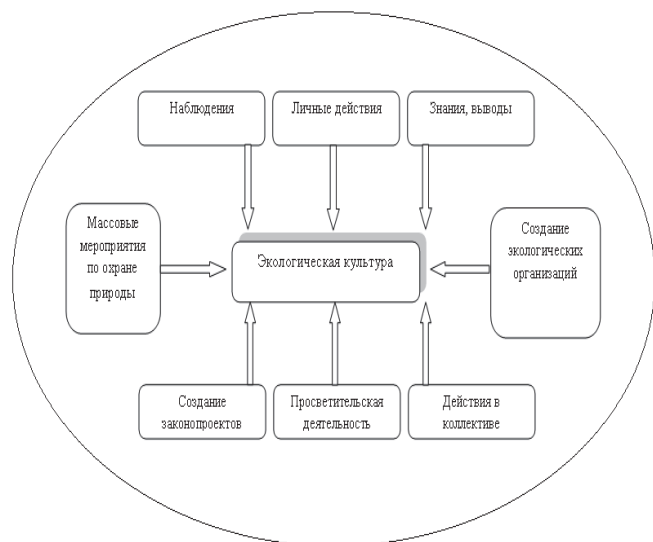 Наблюдения
Личные действия
Знания, выводы
Массовые
мероприятия
по охране
природы
Экологическая культура
Создание
экологических
организаций
Создание
законопроектов
Просветительская
деятельность
Действия в
коллективе